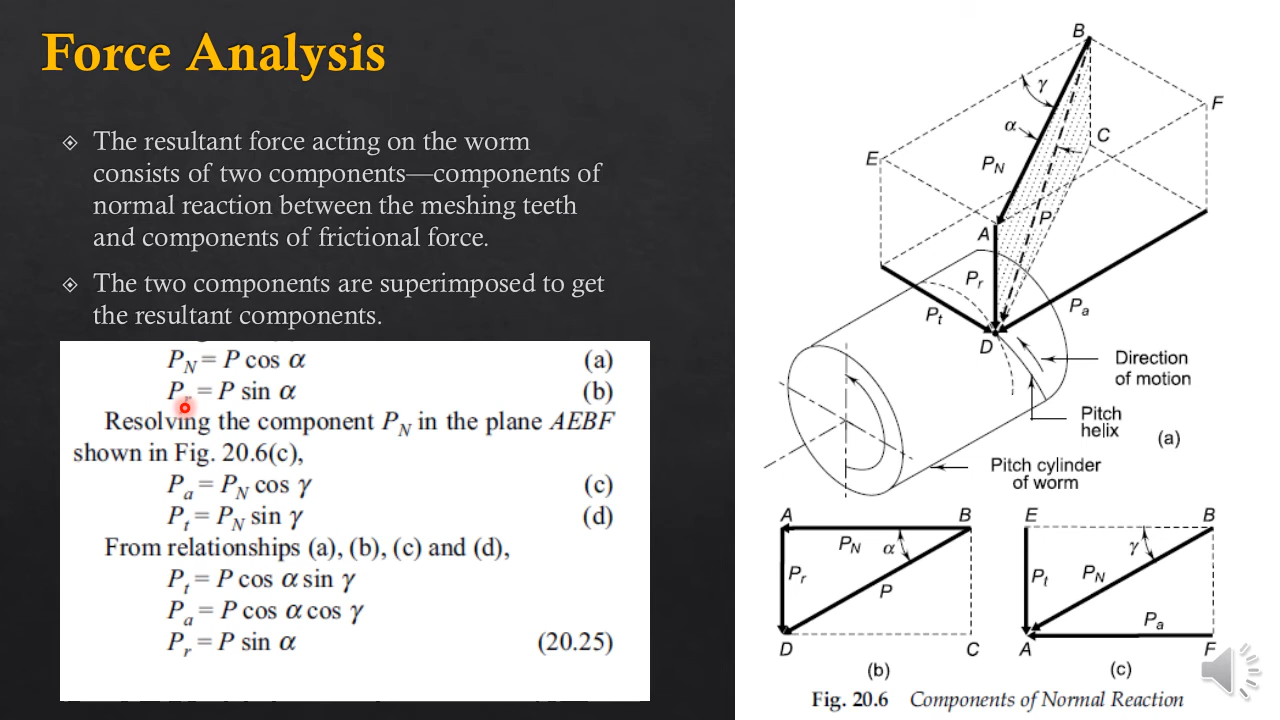 Force Analysis
The resultant force acting on the worm
consists of two components—components of
normal reaction between the meshing teeth
and components of frictional force.
The two components are superimposed to get
the resultant components.
P_N = P cos α (a)
P_r = P sin α (b)
Resolving the component P_N in the plane AEBF
shown in Fig. 20.6(c),
P_a = P_N cos γ (c)
P_t = P_N sin γ (d)
From relationships (a), (b), (c) and (d),
P_t = P cos α sin γ
P_a = P cos α cos γ
P_r = P sin α (20.25)
B
γ
F
α
C
E
P_N
P
A
P_r
P_t
P_a
D
Direction
of motion
Pitch
helix
(a)
Pitch cylinder
of worm
A B
P_N α
P_r
P
D C
(b)
E B
γ
P_t P_N
P_a
A F
(c)
Fig. 20.6 Components of Normal Reaction